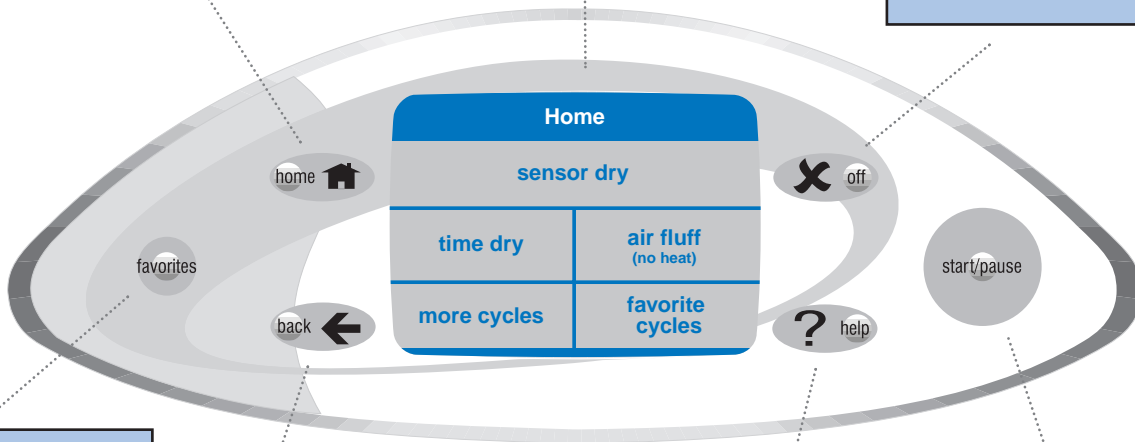 Home
sensor dry
home
off
time dry
air fluff
(no heat)
favorites
start/pause
more cycles
favorite
cycles
back
?
help